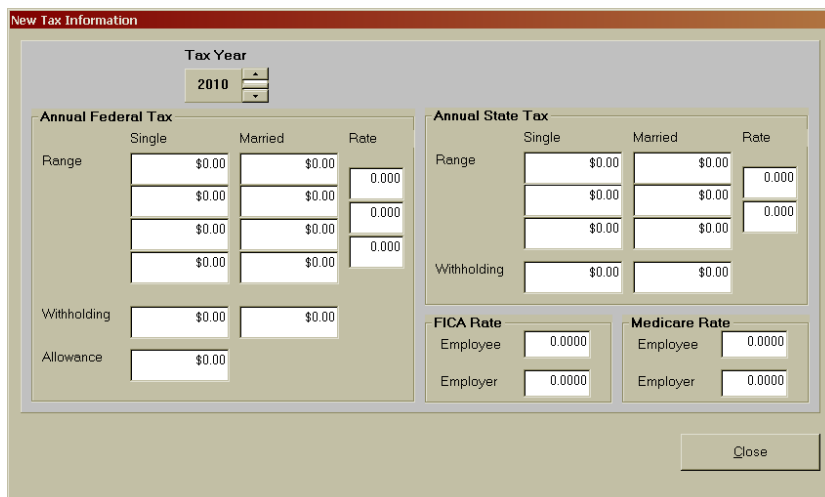 New Tax Information
Tax Year
2010
Annual Federal Tax
Single Married Rate
Range $0.00 $0.00
0.000
$0.00 $0.00
0.000
$0.00 $0.00
0.000
$0.00 $0.00
Withholding $0.00 $0.00
Allowance $0.00
Annual State Tax
Single Married Rate
Range $0.00 $0.00
0.000
$0.00 $0.00
0.000
$0.00 $0.00
Withholding $0.00 $0.00
FICA Rate
Employee 0.0000
Employer 0.0000
Medicare Rate
Employee 0.0000
Employer 0.0000
Close